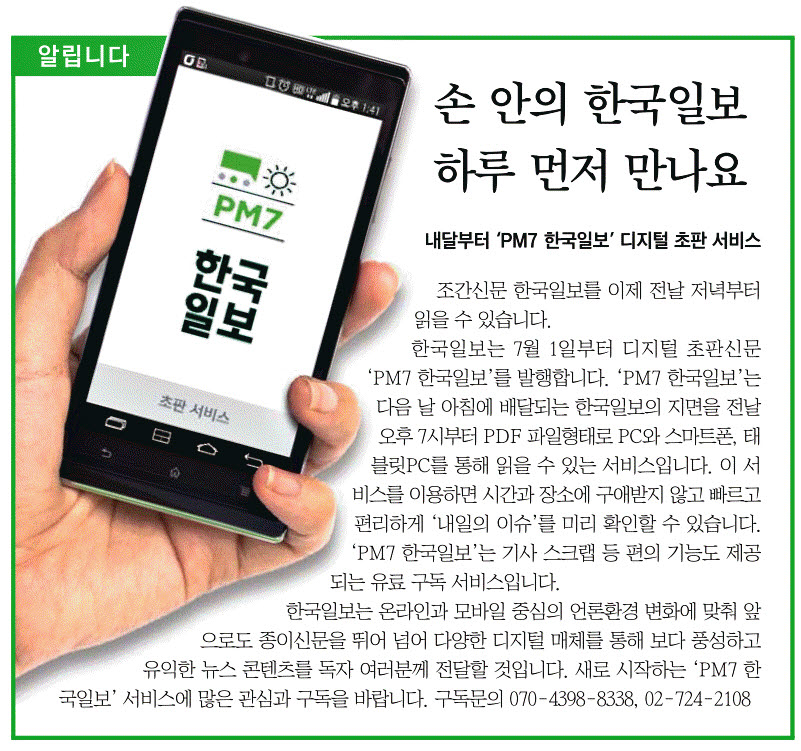 알립니다
오후 1:41
PM7
한국
일보
초판 서비스
손 안의 한국일보
하루 먼저 만나요
내달부터 ‘PM7 한국일보’ 디지털 초판 서비스
조간신문 한국일보를 이제 전날 저녁부터
읽을 수 있습니다.
한국일보는 7월 1일부터 디지털 초판신문
‘PM7 한국일보’를 발행합니다. ‘PM7 한국일보’는
다음 날 아침에 배달되는 한국일보의 지면을 전날
오후 7시부터 PDF 파일형태로 PC와 스마트폰, 태
블릿PC를 통해 읽을 수 있는 서비스입니다. 이 서
비스를 이용하면 시간과 장소에 구애받지 않고 빠르고
편리하게 ‘내일의 이슈’를 미리 확인할 수 있습니다.
‘PM7 한국일보’는 기사 스크랩 등 편의 기능도 제공
되는 유료 구독 서비스입니다.
한국일보는 온라인과 모바일 중심의 언론환경 변화에 맞춰 앞
으로도 종이신문을 뛰어 넘어 다양한 디지털 매체를 통해 보다 풍성하고
유익한 뉴스 콘텐츠를 독자 여러분께 전달할 것입니다. 새로 시작하는 ‘PM7 한
국일보’ 서비스에 많은 관심과 구독을 바랍니다. 구독문의 070-4398-8338, 02-724-2108